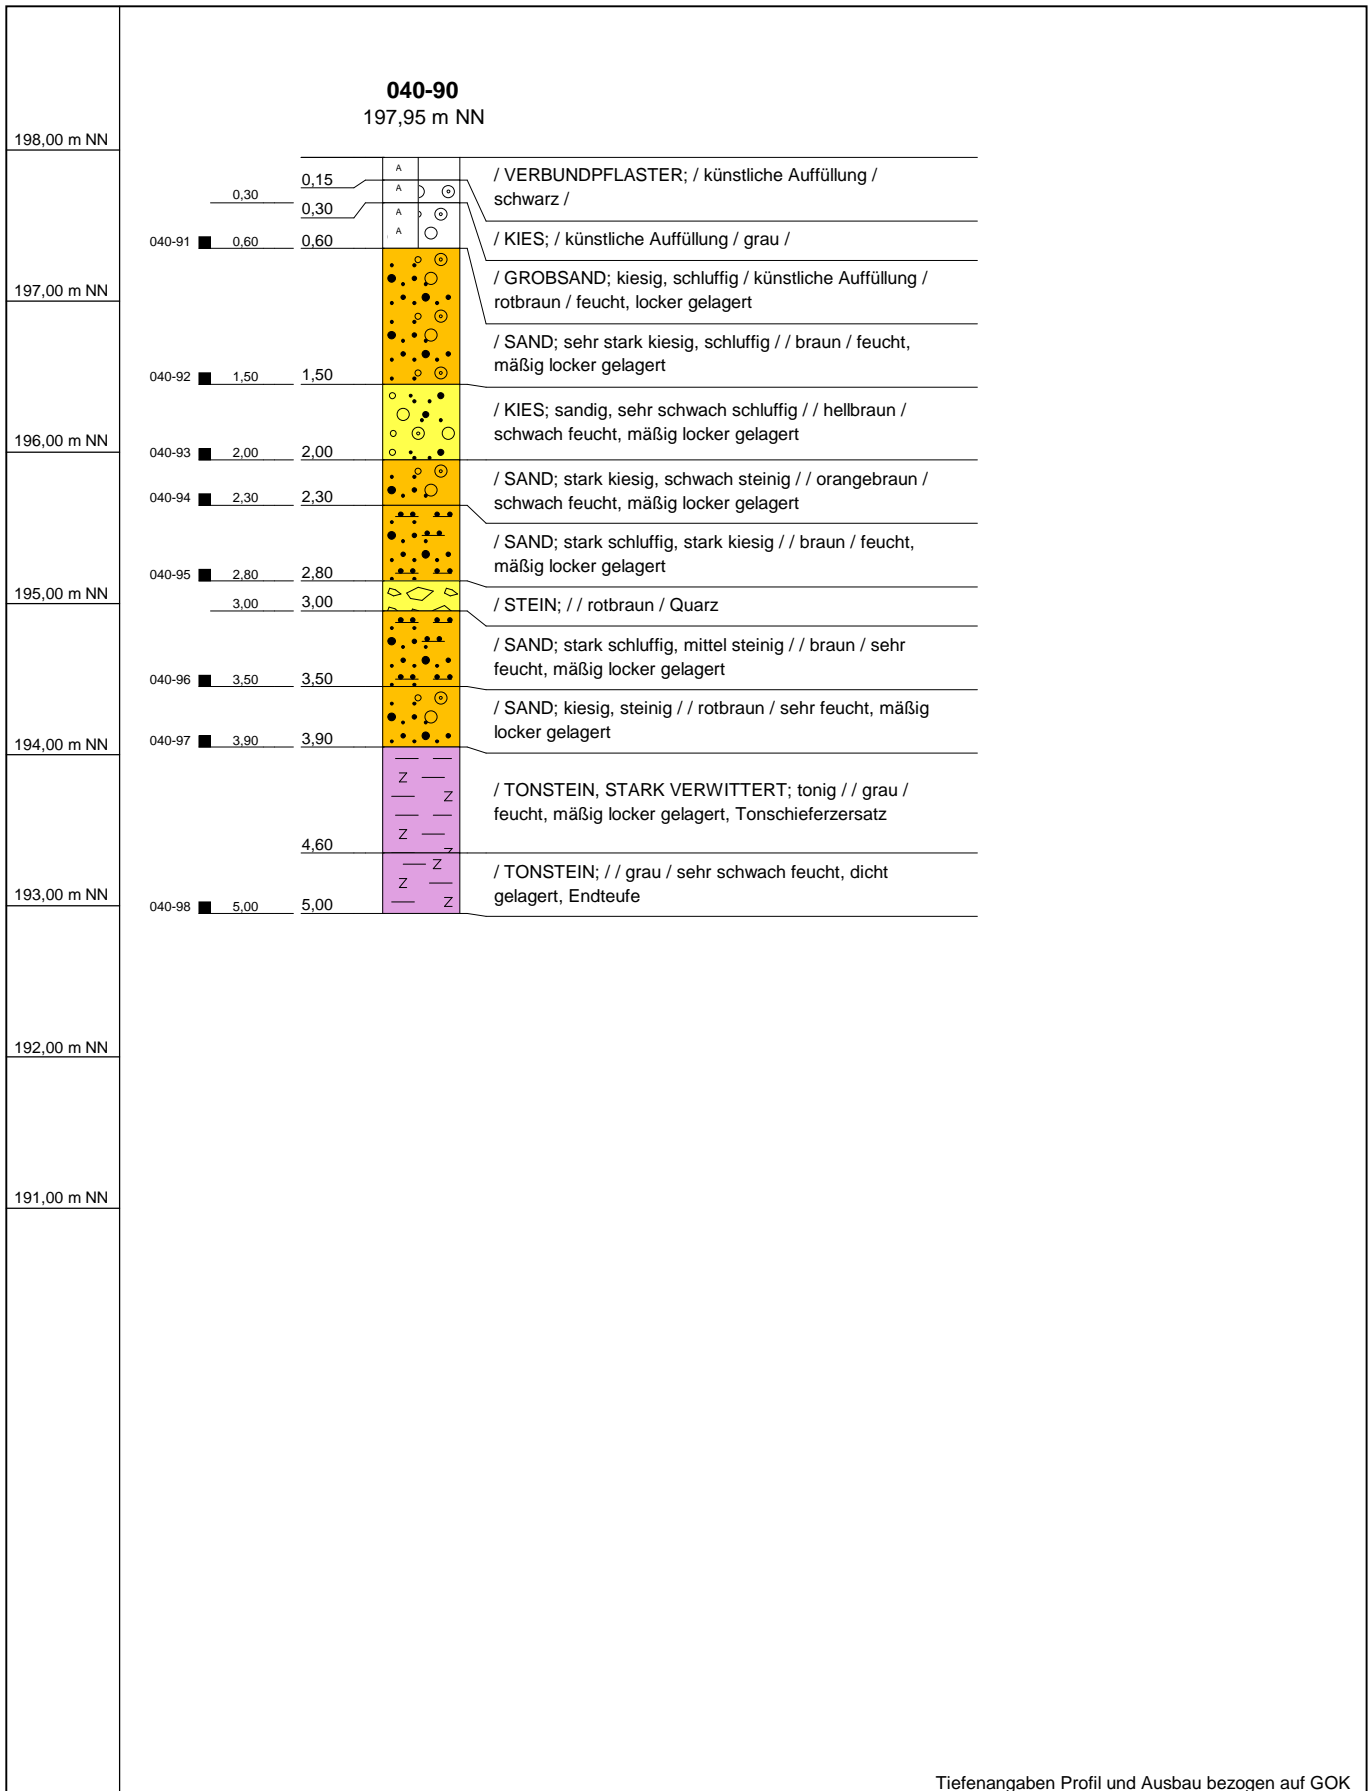 040-90
197,95 m NN
198,00 m NN
197,00 m NN
196,00 m NN
195,00 m NN
194,00 m NN
193,00 m NN
192,00 m NN
191,00 m NN
0,15
0,30
0,30
040-91 0,60 0,60
040-92 1,50 1,50
040-93 2,00 2,00
040-94 2,30 2,30
040-95 2,80 2,80
3,00 3,00
040-96 3,50 3,50
040-97 3,90 3,90
4,60
040-98 5,00 5,00
A
A
A
A
Z
Z
Z
Z
Z
Z
Z
/ VERBUNDPFLASTER; / künstliche Auffüllung /
schwarz /
/ KIES; / künstliche Auffüllung / grau /
/ GROBSAND; kiesig, schluffig / künstliche Auffüllung /
rotbraun / feucht, locker gelagert
/ SAND; sehr stark kiesig, schluffig / / braun / feucht,
mäßig locker gelagert
/ KIES; sandig, sehr schwach schluffig / / hellbraun /
schwach feucht, mäßig locker gelagert
/ SAND; stark kiesig, schwach steinig / / orangebraun /
schwach feucht, mäßig locker gelagert
/ SAND; stark schluffig, stark kiesig / / braun / feucht,
mäßig locker gelagert
/ STEIN; / / rotbraun / Quarz
/ SAND; stark schluffig, mittel steinig / / braun / sehr
feucht, mäßig locker gelagert
/ SAND; kiesig, steinig / / rotbraun / sehr feucht, mäßig
locker gelagert
/ TONSTEIN, STARK VERWITTERT; tonig / / grau /
feucht, mäßig locker gelagert, Tonschieferzersatz
/ TONSTEIN; / / grau / sehr schwach feucht, dicht
gelagert, Endteufe
Tiefenangaben Profil und Ausbau bezogen auf GOK